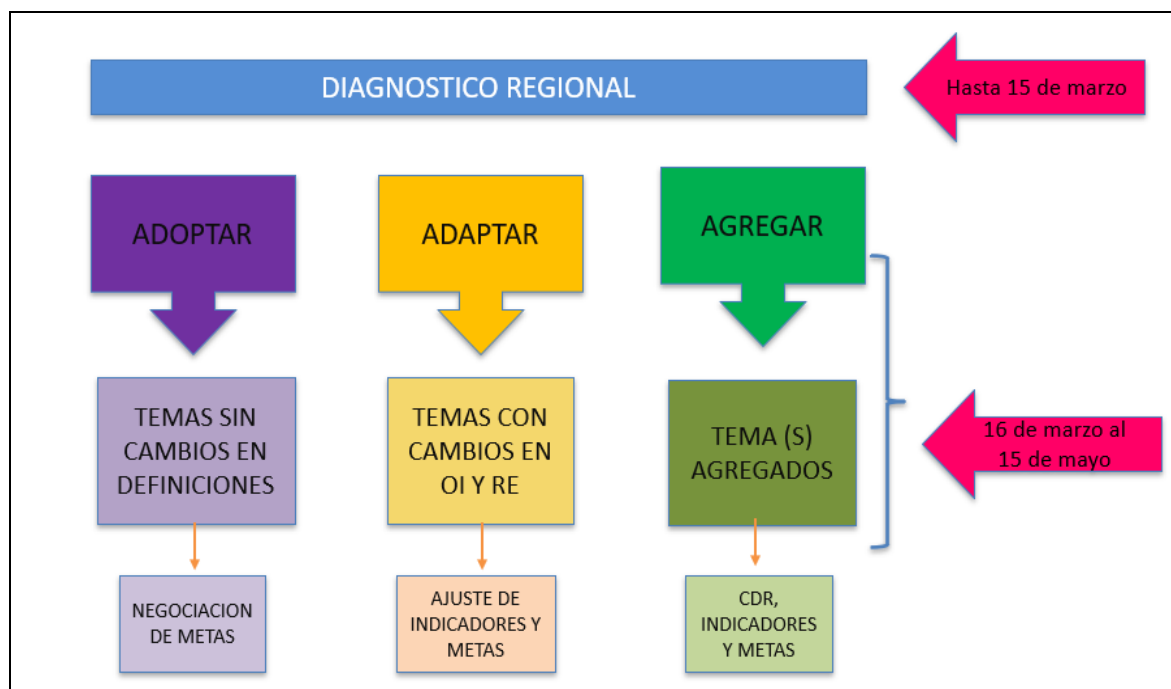 DIAGNOSTICO REGIONAL
Hasta 15 de marzo
ADOPTAR
ADAPTAR
AGREGAR
TEMAS SIN
CAMBIOS EN
DEFINICIONES
TEMAS CON
CAMBIOS EN
OI Y RE
TEMA (S)
AGREGADOS
16 de marzo al
15 de mayo
NEGOCIACION
DE METAS
AJUSTE DE
INDICADORES Y
METAS
CDR,
INDICADORES
Y METAS